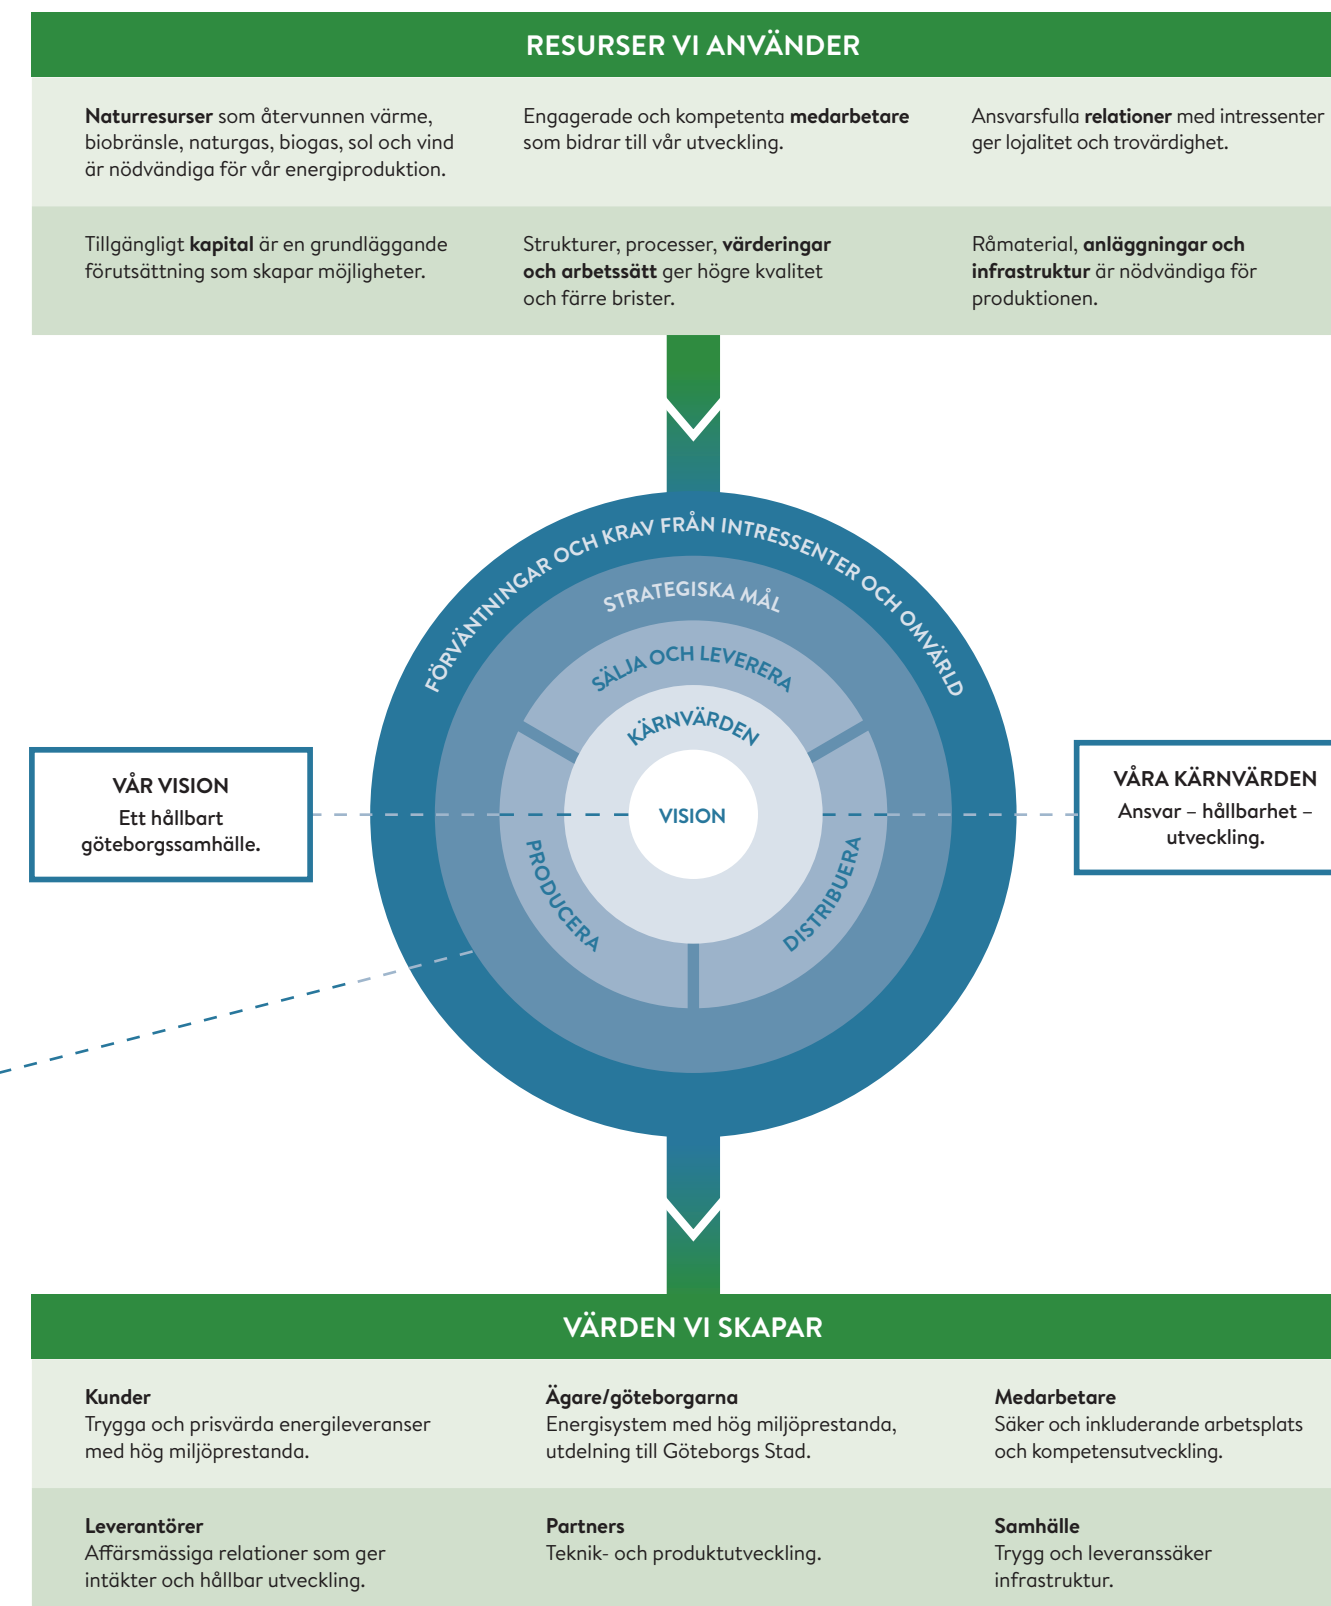 RESURSER VI ANVÄNDER
Naturresurser som återvunnen värme,
biobränsle, naturgas, biogas, sol och vind
är nödvändiga för vår energiproduktion.
Engagerade och kompetenta medarbetare
som bidrar till vår utveckling.
Ansvarsfulla relationer med intressenter
ger lojalitet och trovärdighet.
Tillgängligt kapital är en grundläggande
förutsättning som skapar möjligheter.
Strukturer, processer, värderingar
och arbetssätt ger högre kvalitet
och färre brister.
Råmaterial, anläggningar och
infrastruktur är nödvändiga för
produktionen.
FÖRVÄNTNINGAR OCH KRAV FRÅN INTRESSENTER OCH OMVÄRLD
STRATEGISKA MÅL
SÄLJA OCH LEVERERA
KÄRNVÄRDEN
VISION
PRODUCERA
DISTRIBUERA
VÅR VISION
Ett hållbart
göteborgssamhälle.
VÅRA KÄRNVÄRDEN
Ansvar – hållbarhet –
utveckling.
VÄRDEN VI SKAPAR
Kunder
Trygga och prisvärda energileveranser
med hög miljöprestanda.
Ägare/göteborgarna
Energisystem med hög miljöprestanda,
utdelning till Göteborgs Stad.
Medarbetare
Säker och inkluderande arbetsplats
och kompetensutveckling.
Leverantörer
Affärsmässiga relationer som ger
intäkter och hållbar utveckling.
Partners
Teknik- och produktutveckling.
Samhälle
Trygg och leveranssäker
infrastruktur.